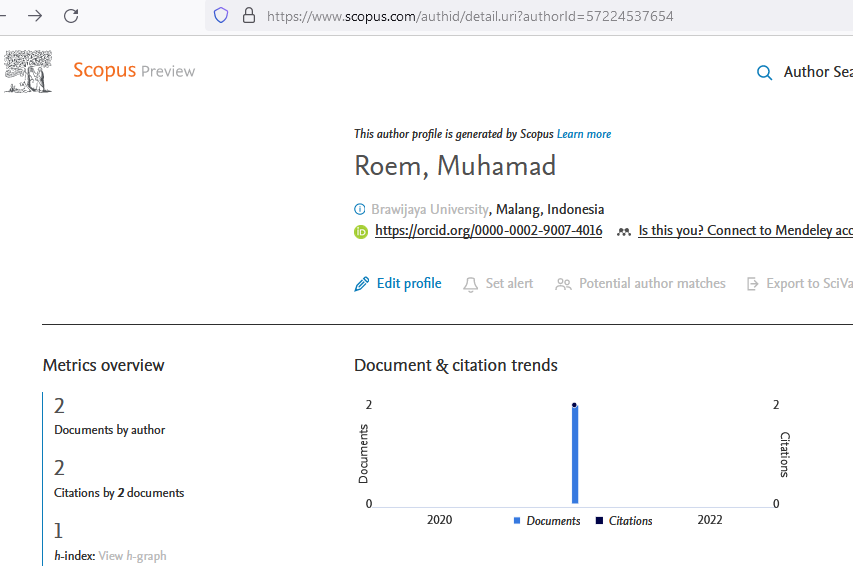 https://www.scopus.com/authid/detail.uri?authorId=57224537654
Scopus Preview
Author Sea
This author profile is generated by Scopus Learn more
Roem, Muhamad
Brawijaya University, Malang, Indonesia
iD https://orcid.org/0000-0002-9007-4016 Is this you? Connect to Mendeley acc
Edit profile Set alert Potential author matches Export to SciVa
Metrics overview
2
Documents by author
2
Citations by 2 documents
1
h-index: View h-graph
Document & citation trends
2 2
Documents Citations
0 0
2020 2022
Documents Citations